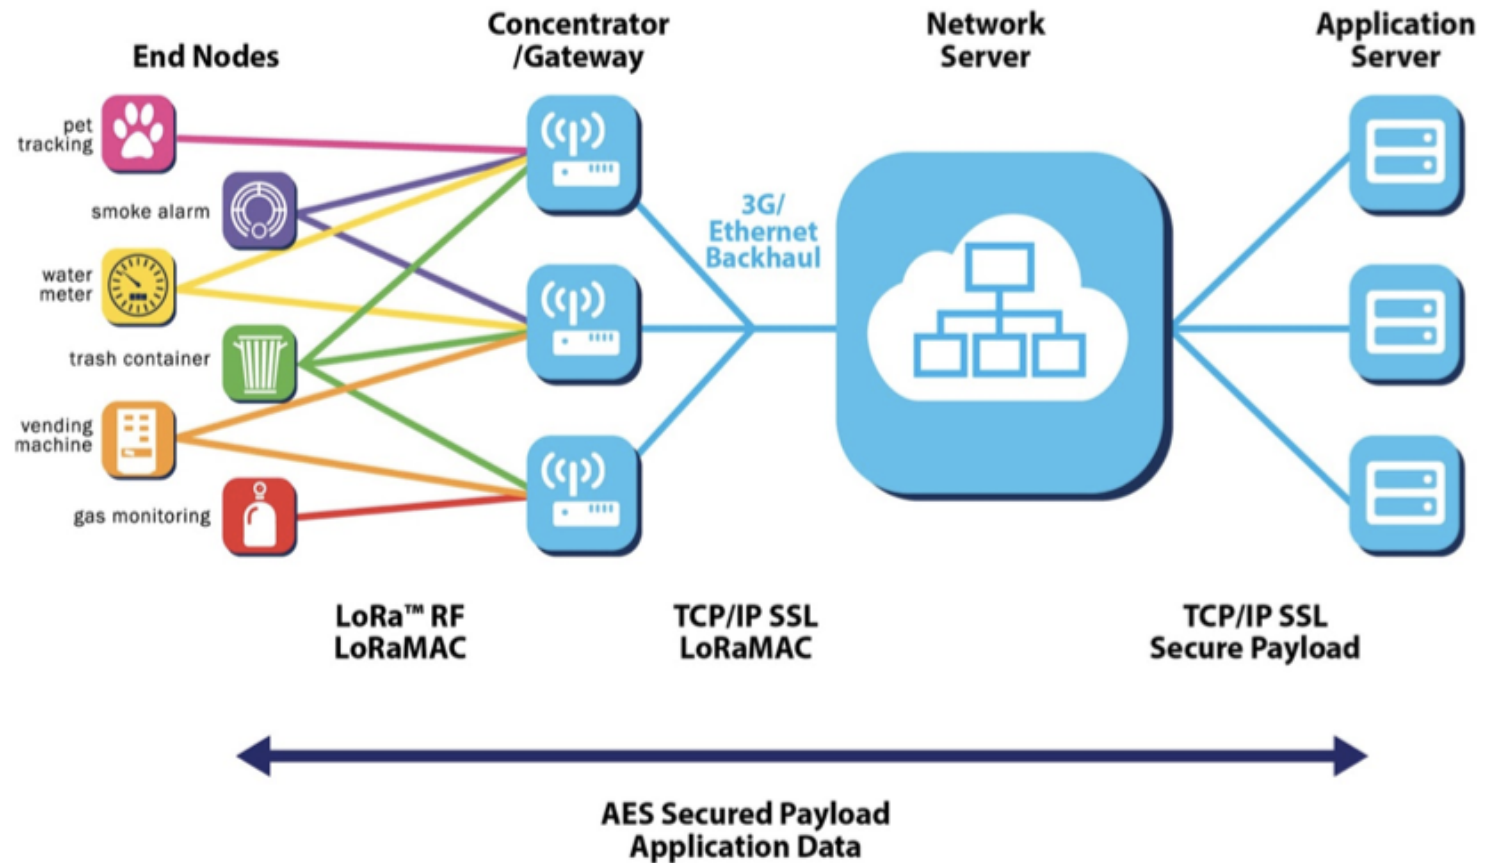 End Nodes
Concentrator
/Gateway
Network
Server
Application
Server
pet
tracking
smoke alarm
water
meter
trash container
vending
machine
gas monitoring
3G/
Ethernet
Backhaul
LoRa™ RF
LoRaMAC
TCP/IP SSL
LoRaMAC
TCP/IP SSL
Secure Payload
AES Secured Payload
Application Data